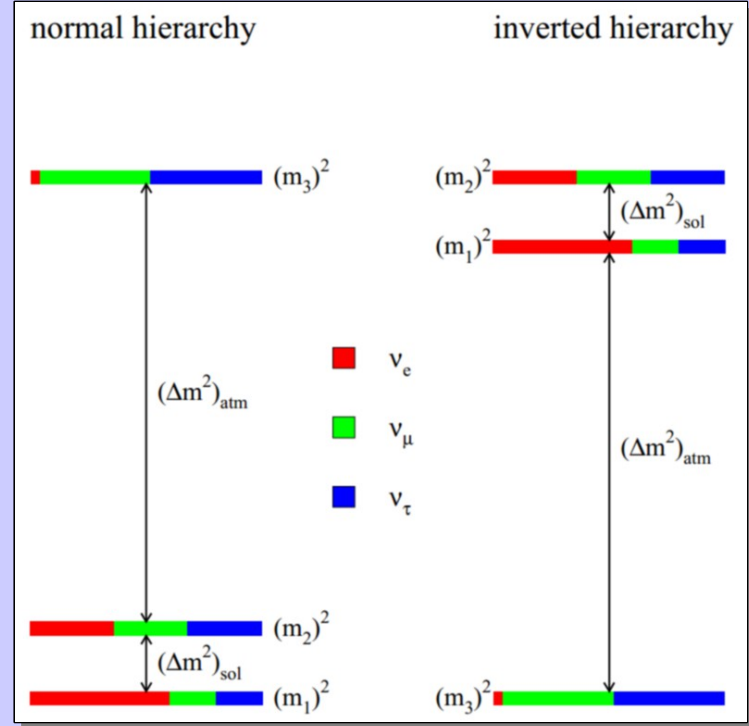 normal hierarchy
inverted hierarchy
(m₃)²
(m₂)²
(Δm²)sol
(m₁)²
νe
(Δm²)atm
νμ
(Δm²)atm
ντ
(m₂)²
(Δm²)sol
(m₁)²
(m₃)²